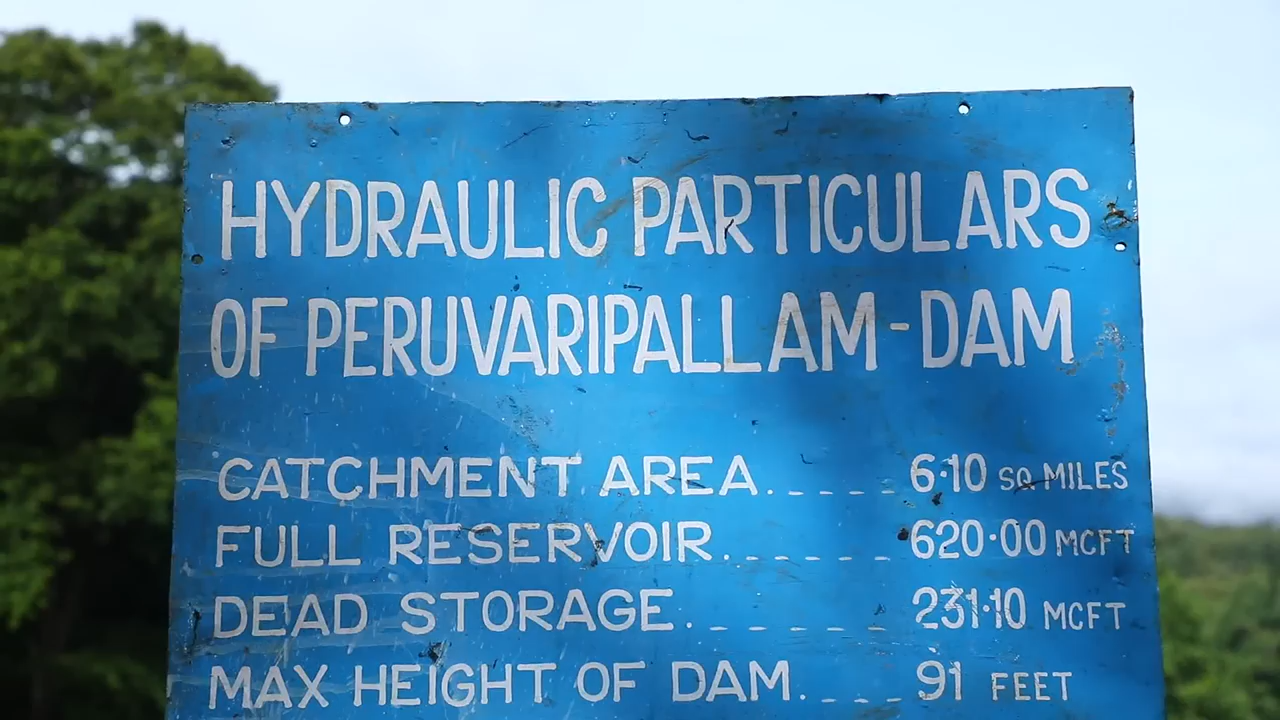 HYDRAULIC PARTICULARS
OF PERUVARIPALLAM-DAM
CATCHMENT AREA. _ _ _ _ _ 6·10 SQ MILES
FULL RESERVOIR. _ _ _ _ _ _ 620·00 MCFT
DEAD STORAGE. _ _ _ _ _ 231·10 MCFT
MAX HEIGHT OF DAM. _ _ _ 91 FEET